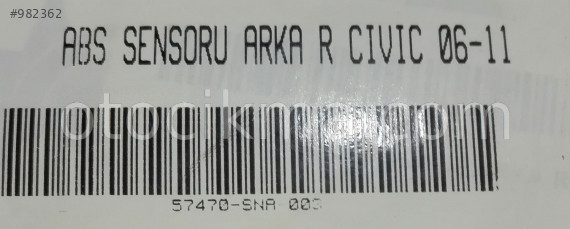 #982362
ABS SENSORU ARKA R CIVIC 06-11
otocikma.com
57470-SNA-003